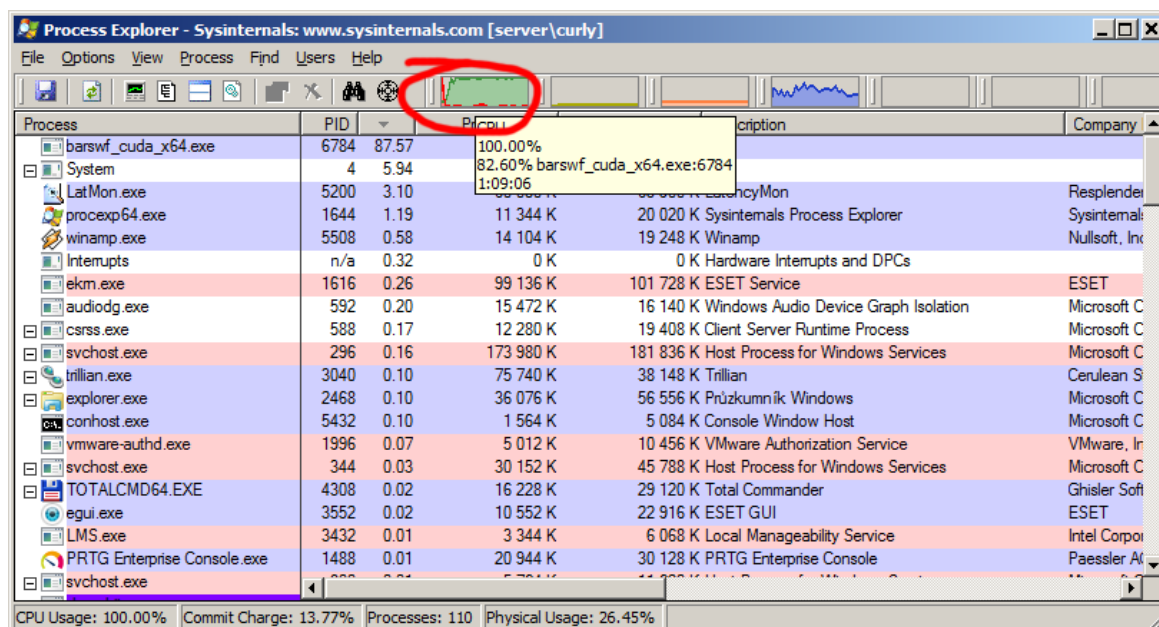 Process Explorer - Sysinternals: www.sysinternals.com [server\curly]
File Options View Process Find Users Help
Process PID CPU cription Company
100.00%
82.60% barswf_cuda_x64.exe:6784
1:09:06
barswf_cuda_x64.exe 6784 87.57
System 4 5.94
LatMon.exe 5200 3.10 LatencyMon Resplender
procexp64.exe 1644 1.19 11 344 K 20 020 K Sysinternals Process Explorer Sysinternals
winamp.exe 5508 0.58 14 104 K 19 248 K Winamp Nullsoft, Inc
Interrupts n/a 0.32 0 K 0 K Hardware Interrupts and DPCs
ekrn.exe 1616 0.26 99 136 K 101 728 K ESET Service ESET
audiodg.exe 592 0.20 15 472 K 16 140 K Windows Audio Device Graph Isolation Microsoft C
csrss.exe 588 0.17 12 280 K 19 408 K Client Server Runtime Process Microsoft C
svchost.exe 296 0.16 173 980 K 181 836 K Host Process for Windows Services Microsoft C
trillian.exe 3040 0.10 75 740 K 38 148 K Trillian Cerulean S
explorer.exe 2468 0.10 36 076 K 56 556 K Průzkumník Windows Microsoft C
conhost.exe 5432 0.10 1 564 K 5 084 K Console Window Host Microsoft C
vmware-authd.exe 1996 0.07 5 012 K 10 456 K VMware Authorization Service VMware, In
svchost.exe 344 0.03 30 152 K 45 788 K Host Process for Windows Services Microsoft C
TOTALCMD64.EXE 4308 0.02 16 228 K 29 120 K Total Commander Ghisler Soft
egui.exe 3552 0.02 10 552 K 22 916 K ESET GUI ESET
LMS.exe 3432 0.01 3 344 K 6 068 K Local Manageability Service Intel Corpor
PRTG Enterprise Console.exe 1488 0.01 20 944 K 30 128 K PRTG Enterprise Console Paessler AG
svchost.exe
CPU Usage: 100.00% Commit Charge: 13.77% Processes: 110 Physical Usage: 26.45%